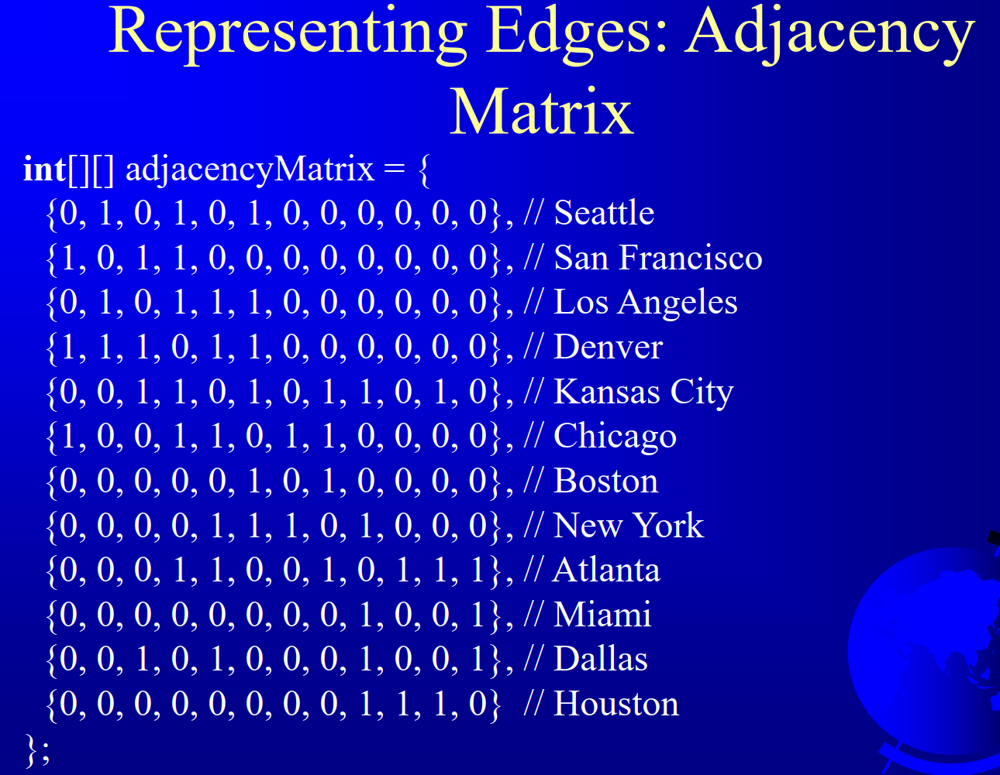 Representing Edges: Adjacency
Matrix
int[][] adjacencyMatrix = {
{0, 1, 0, 1, 0, 1, 0, 0, 0, 0, 0, 0}, // Seattle
{1, 0, 1, 1, 0, 0, 0, 0, 0, 0, 0, 0}, // San Francisco
{0, 1, 0, 1, 1, 1, 0, 0, 0, 0, 0, 0}, // Los Angeles
{1, 1, 1, 0, 1, 1, 0, 0, 0, 0, 0, 0}, // Denver
{0, 0, 1, 1, 0, 1, 0, 1, 1, 0, 1, 0}, // Kansas City
{1, 0, 0, 1, 1, 0, 1, 1, 0, 0, 0, 0}, // Chicago
{0, 0, 0, 0, 0, 1, 0, 1, 0, 0, 0, 0}, // Boston
{0, 0, 0, 0, 1, 1, 1, 0, 1, 0, 0, 0}, // New York
{0, 0, 0, 1, 1, 0, 0, 1, 0, 1, 1, 1}, // Atlanta
{0, 0, 0, 0, 0, 0, 0, 0, 1, 0, 0, 1}, // Miami
{0, 0, 1, 0, 1, 0, 0, 0, 1, 0, 0, 1}, // Dallas
{0, 0, 0, 0, 0, 0, 0, 0, 1, 1, 1, 0} // Houston
};